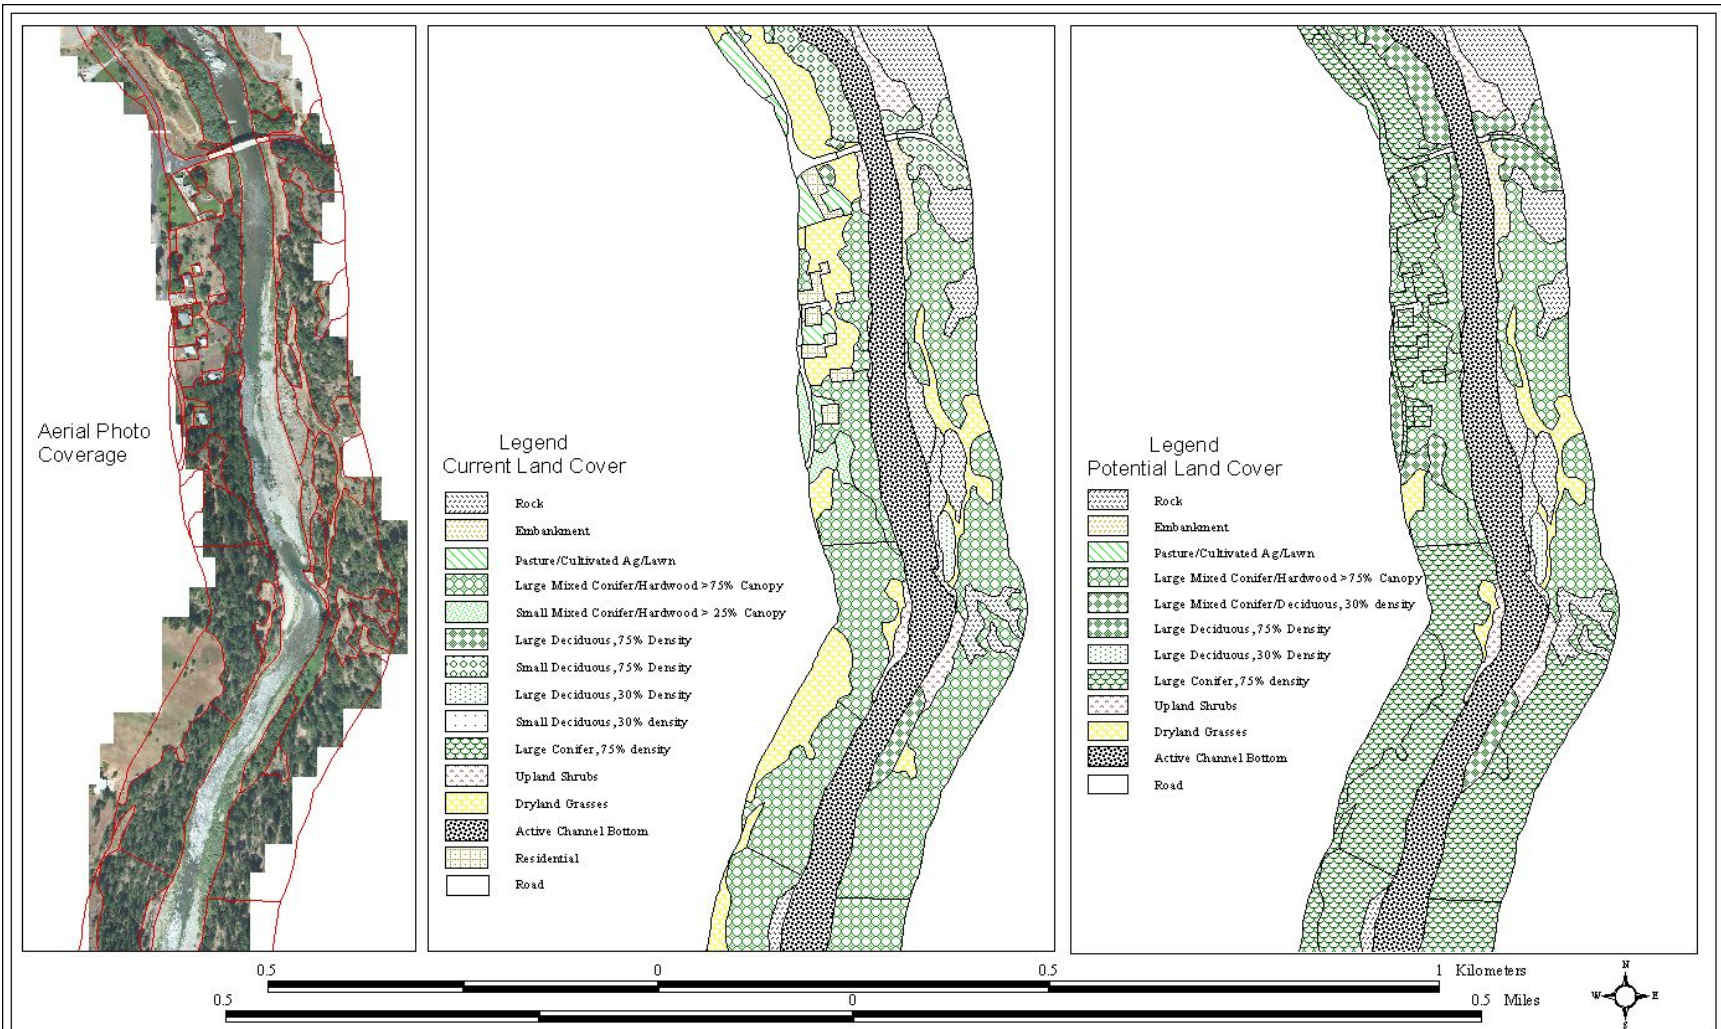 Aerial Photo
Coverage
Legend
Current Land Cover
Rock
Embankment
Pasture/Cultivated Ag/Lawn
Large Mixed Conifer/Hardwood >75% Canopy
Small Mixed Conifer/Hardwood > 25% Canopy
Large Deciduous, 75% Density
Small Deciduous, 75% Density
Large Deciduous, 30% Density
Small Deciduous, 30% density
Large Conifer, 75% density
Upland Shrubs
Dryland Grasses
Active Channel Bottom
Residential
Road
Legend
Potential Land Cover
Rock
Embankment
Pasture/Cultivated Ag/Lawn
Large Mixed Conifer/Hardwood >75% Canopy
Large Mixed Conifer/Deciduous, 30% density
Large Deciduous, 75% Density
Large Deciduous, 30% Density
Large Conifer, 75% density
Upland Shrubs
Dryland Grasses
Active Channel Bottom
Road
0.5 0 0.5 1 Kilometers
0.5 0 0.5 Miles
N
W E
S